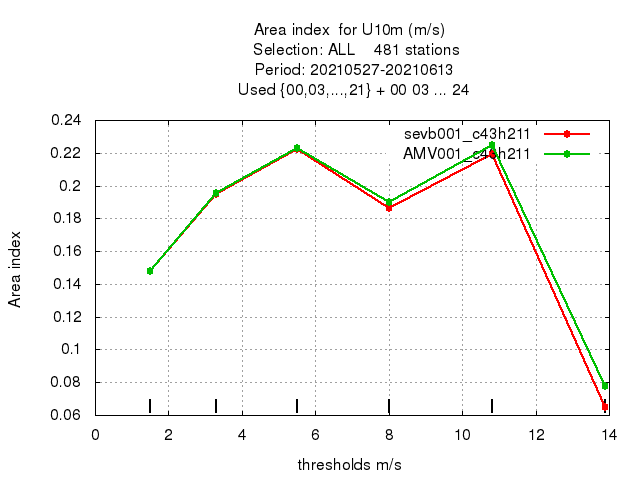 Area index  for U10m (m/s)
Selection: ALL    481 stations
Period: 20210527-20210613
Used {00,03,...,21} + 00 03 ... 24
sevb001_c43h211
AMV001_c43h211
0.24
0.22
0.2
0.18
0.16
0.14
0.12
0.1
0.08
0.06
Area index
0 2 4 6 8 10 12 14
thresholds m/s